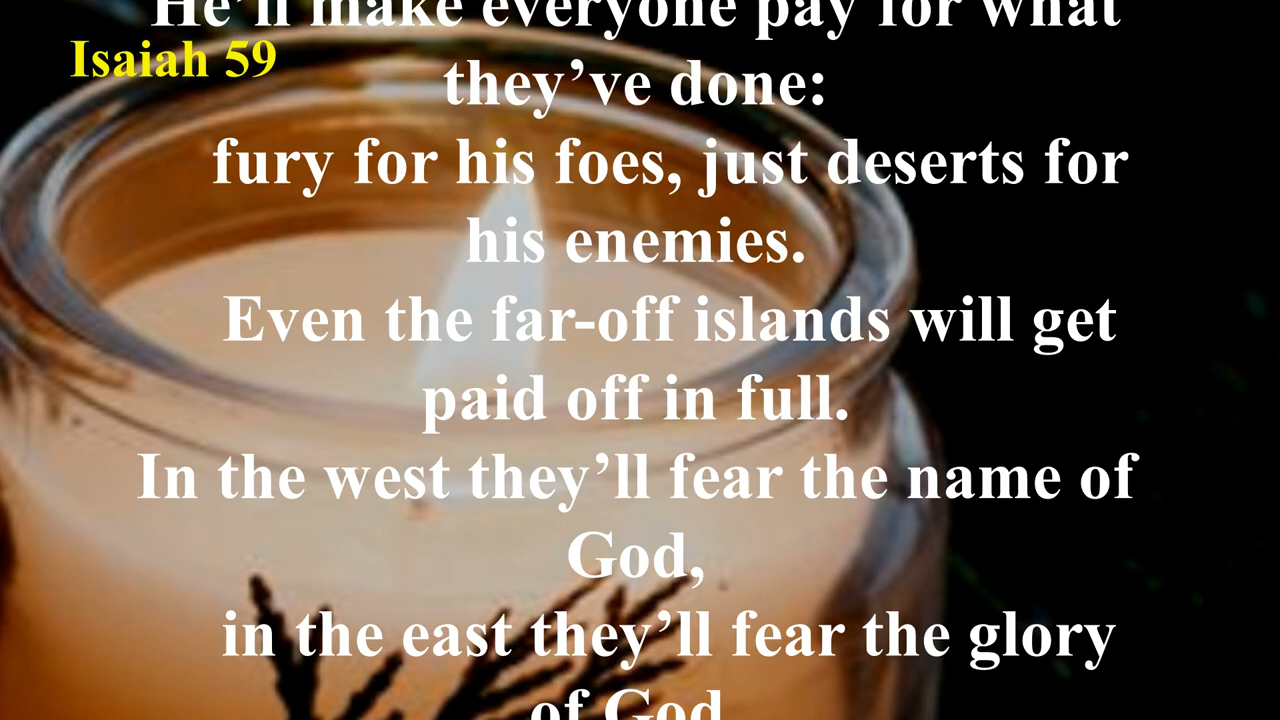 He’ll make everyone pay for what
Isaiah 59
they’ve done:
fury for his foes, just deserts for
his enemies.
Even the far-off islands will get
paid off in full.
In the west they’ll fear the name of
God,
in the east they’ll fear the glory
of God